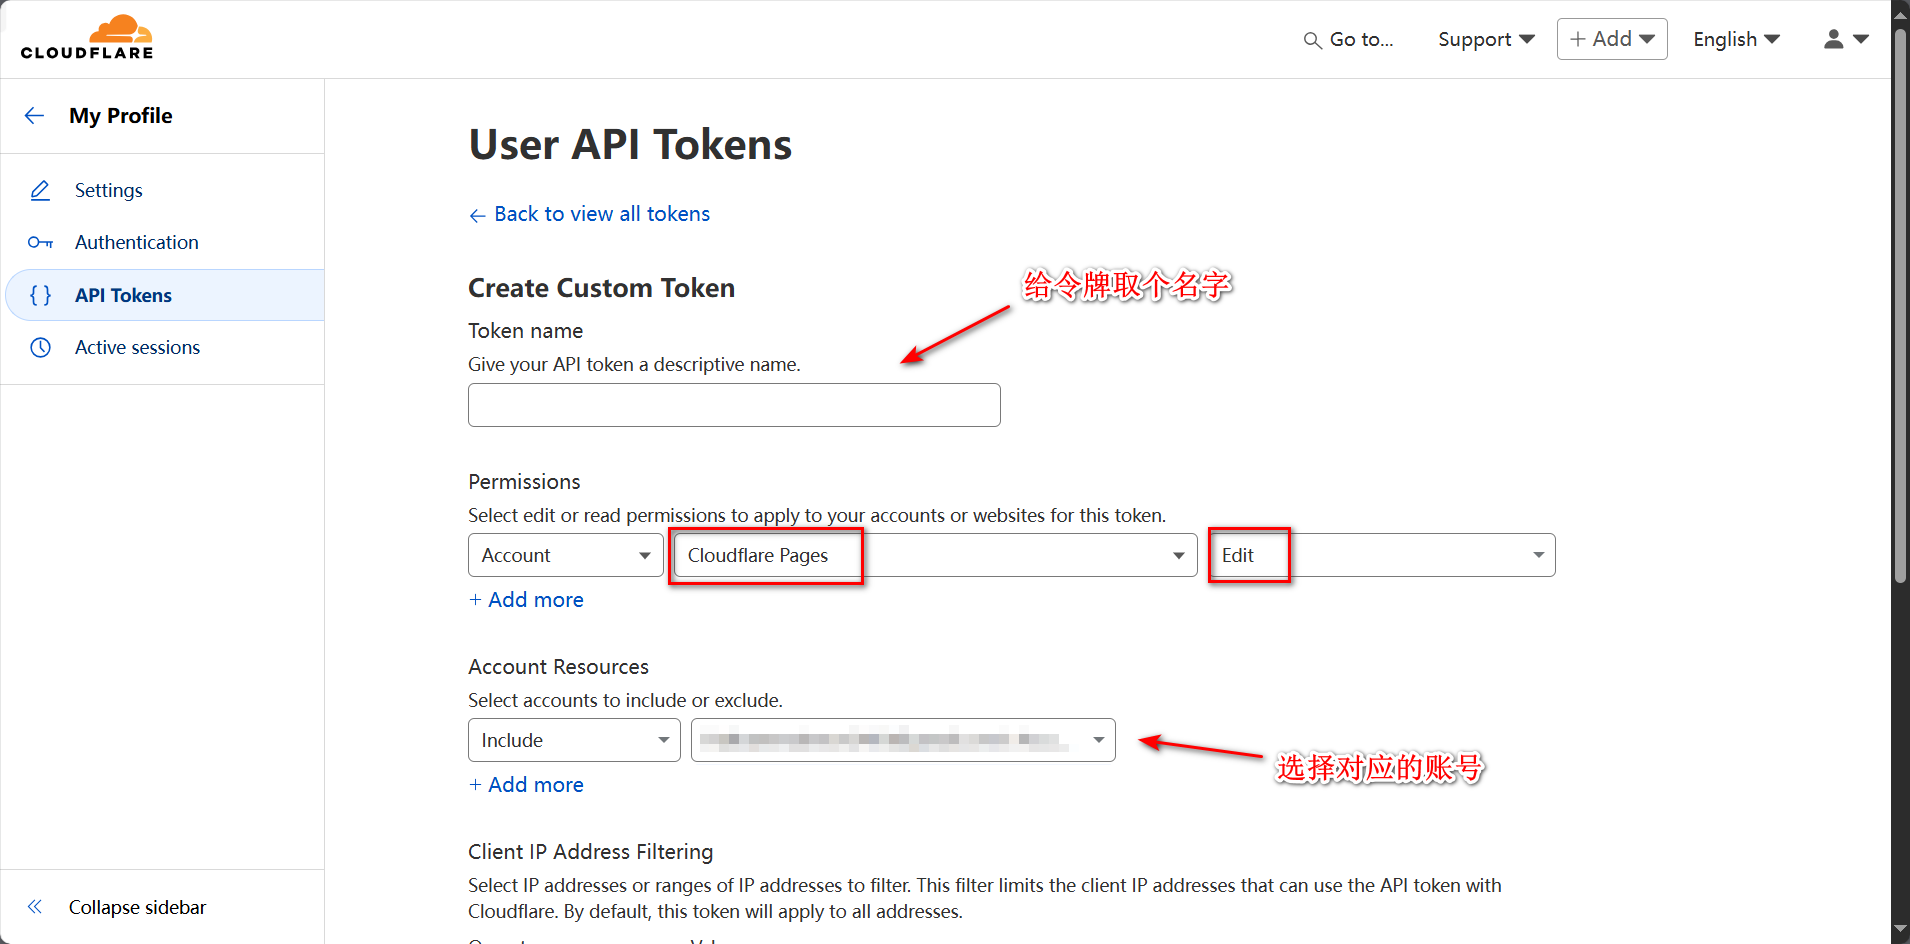 CLOUDFLARE
Go to...
Support
+ Add
English
My Profile
Settings
Authentication
API Tokens
Active sessions
Collapse sidebar
User API Tokens
← Back to view all tokens
Create Custom Token
给令牌取个名字
Token name
Give your API token a descriptive name.
Permissions
Select edit or read permissions to apply to your accounts or websites for this token.
Account
Cloudflare Pages
Edit
+ Add more
Account Resources
Select accounts to include or exclude.
Include
选择对应的账号
+ Add more
Client IP Address Filtering
Select IP addresses or ranges of IP addresses to filter. This filter limits the client IP addresses that can use the API token with
Cloudflare. By default, this token will apply to all addresses.